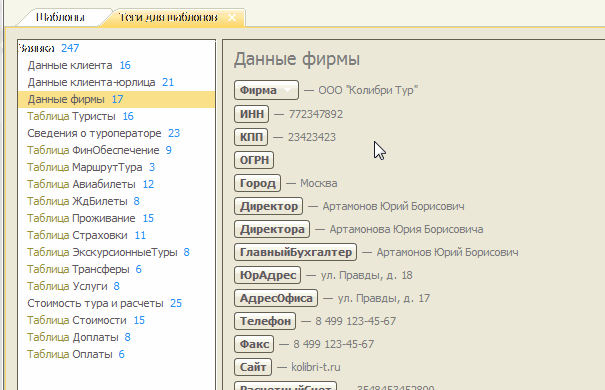 Шаблоны
Теги для шаблонов
Заявка 247
Данные клиента 16
Данные клиента-юрлица 21
Данные фирмы 17
Таблица Туристы 16
Сведения о туроператоре 23
Таблица ФинОбеспечение 9
Таблица МаршрутТура 3
Таблица Авиабилеты 12
Таблица ЖдБилеты 8
Таблица Проживание 15
Таблица Страховки 11
Таблица ЭкскурсионныеТуры 8
Таблица Трансферы 6
Таблица Услуги 8
Стоимость тура и расчеты 25
Таблица Стоимости 15
Таблица Доплаты 8
Таблица Оплаты 6
Данные фирмы
Фирма — ООО "Колибри Тур"
ИНН — 772347892
КПП — 23423423
ОГРН
Город — Москва
Директор — Артамонов Юрий Борисович
Директора — Артамонова Юрия Борисовича
ГлавныйБухгалтер — Артамонов Юрий Борисович
ЮрАдрес — ул. Правды, д. 18
АдресОфиса — ул. Правды, д. 17
Телефон — 8 499 123-45-67
Факс — 8 499 123-45-67
Сайт — kolibri-t.ru
РасчетныйСчет — 3548453452800